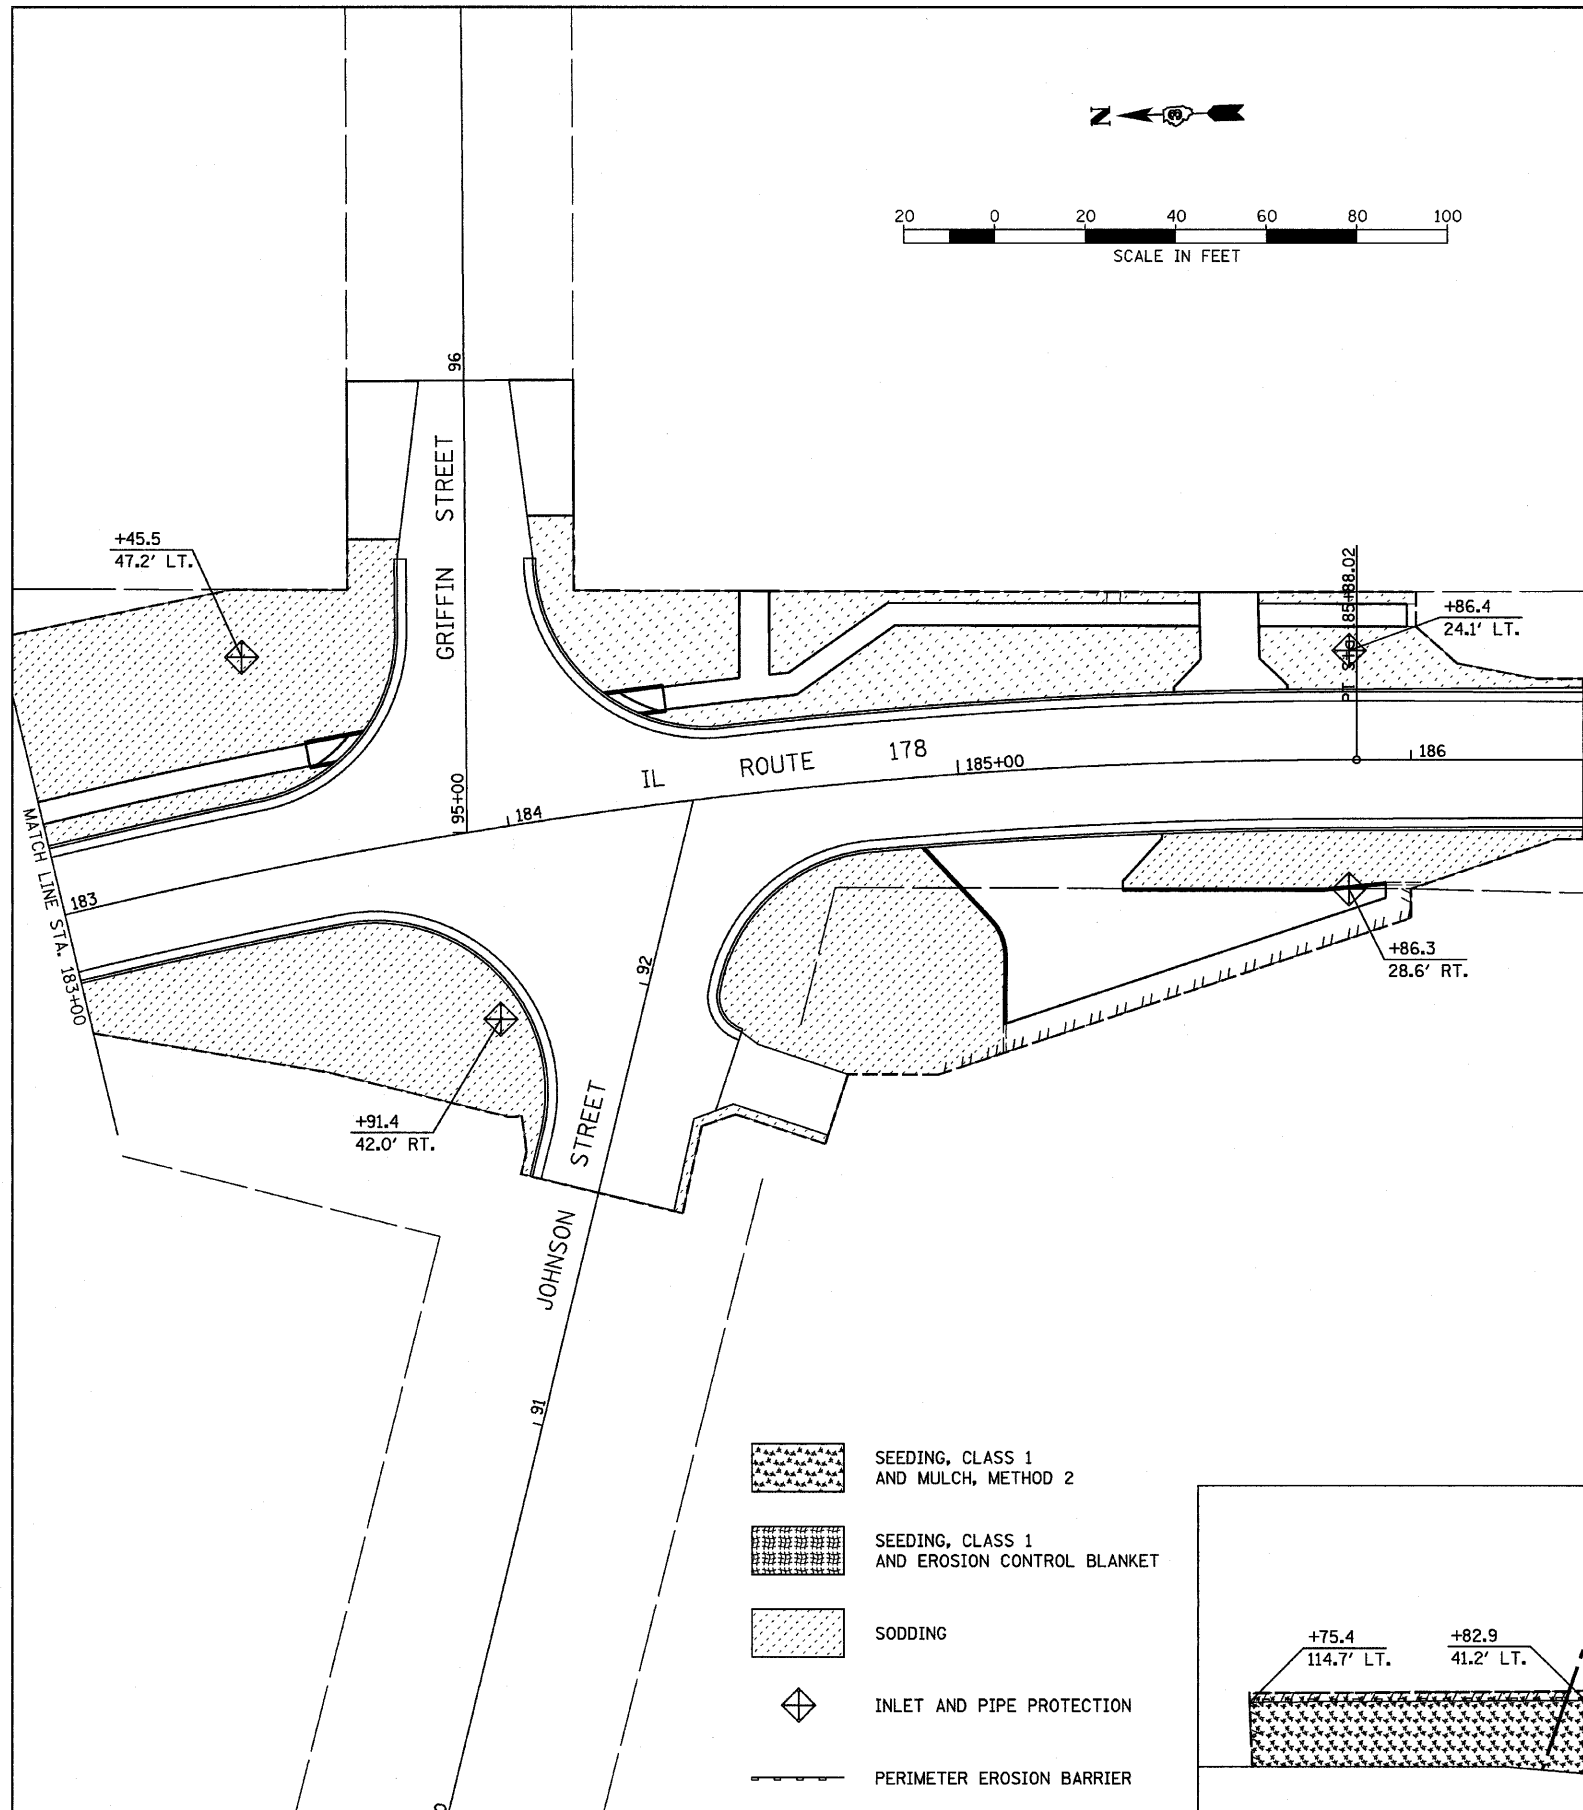 N
3
20 0 20 40 60 80 100
SCALE IN FEET
96
GRIFFIN STREET
+45.5
47.2' LT.
PT Sta 185+88.02
+86.4
24.1' LT.
IL ROUTE 178
95+00
184
185+00
186
183
MATCH LINE STA. 183+00
92
+86.3
28.6' RT.
+91.4
42.0' RT.
JOHNSON STREET
91
SEEDING, CLASS 1
AND MULCH, METHOD 2
SEEDING, CLASS 1
AND EROSION CONTROL BLANKET
SODDING
INLET AND PIPE PROTECTION
PERIMETER EROSION BARRIER
+75.4
114.7' LT.
+82.9
41.2' LT.